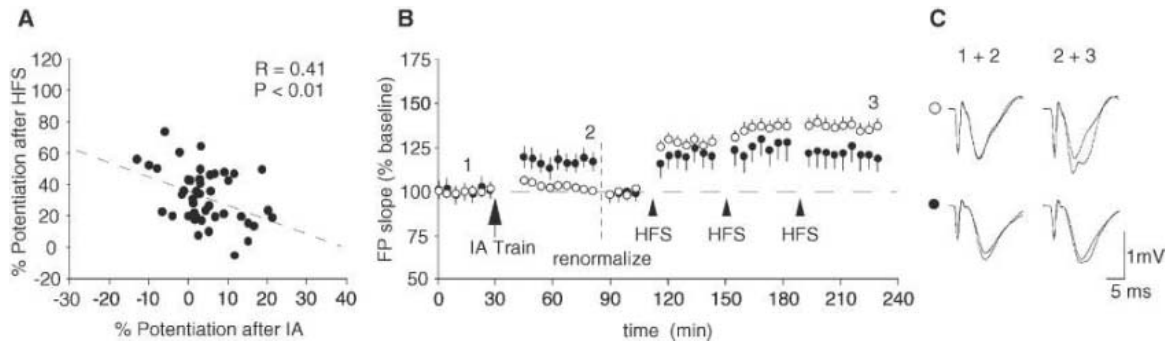 A
% Potentiation after HFS
120
100
80
60
40
20
0
-20
-30
-20
-10
0
10
20
30
40
% Potentiation after IA
R = 0.41
P < 0.01
B
FP slope (% baseline)
175
150
125
100
75
50
1
2
3
IA Train
renormalize
HFS
HFS
HFS
0
30
60
90
120
150
180
210
240
time (min)
C
1 + 2
2 + 3
1mV
5 ms